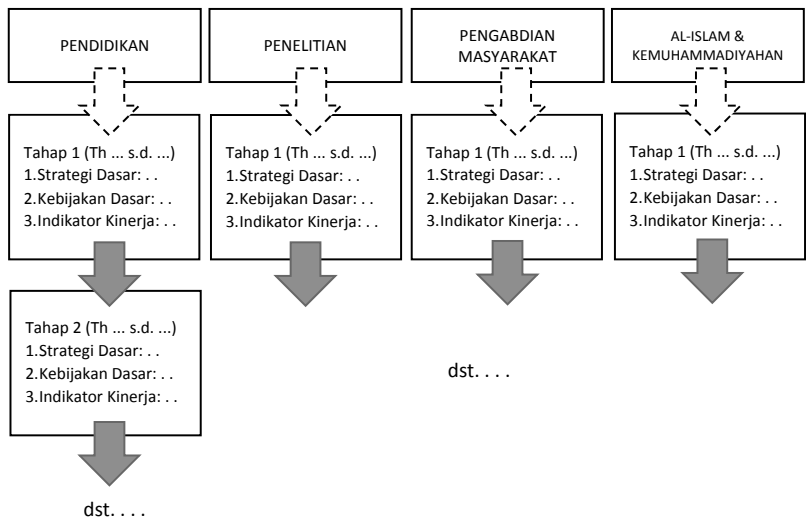 PENDIDIKAN
PENELITIAN
PENGABDIAN
MASYARAKAT
AL-ISLAM &
KEMUHAMMADIYAHAN
Tahap 1 (Th ... s.d. ...)
1.Strategi Dasar: . .
2.Kebijakan Dasar: . .
3.Indikator Kinerja: . .
Tahap 1 (Th ... s.d. ...)
1.Strategi Dasar: . .
2.Kebijakan Dasar: . .
3.Indikator Kinerja: . .
Tahap 1 (Th ... s.d. ...)
1.Strategi Dasar: . .
2.Kebijakan Dasar: . .
3.Indikator Kinerja: . .
Tahap 1 (Th ... s.d. ...)
1.Strategi Dasar: . .
2.Kebijakan Dasar: . .
3.Indikator Kinerja: . .
Tahap 2 (Th ... s.d. ...)
1.Strategi Dasar: . .
2.Kebijakan Dasar: . .
3.Indikator Kinerja: . .
dst. . . .
dst. . . .